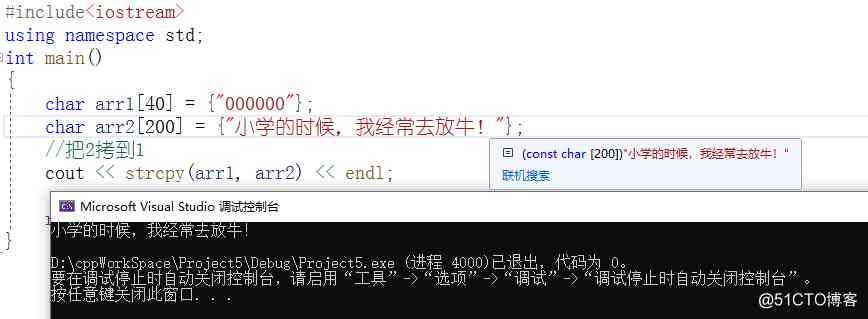 #include<iostream>
using namespace std;
int main()
{
char arr1[40] = {"000000"};
char arr2[200] = {"小学的时候，我经常去放牛！"};
//把2拷到1
cout << strcpy(arr1, arr2) << endl;
(const char [200])"小学的时候，我经常去放牛！"
联机搜索
}
Microsoft Visual Studio 调试控制台
小学的时候，我经常去放牛！
D:\cppWorkSpace\Project5\Debug\Project5.exe (进程 4000)已退出，代码为 0。
要在调试停止时自动关闭控制台，请启用“工具”->“选项”->“调试”->“调试停止时自动关闭控制台”。
按任意键关闭此窗口. . .
@51CTO博客